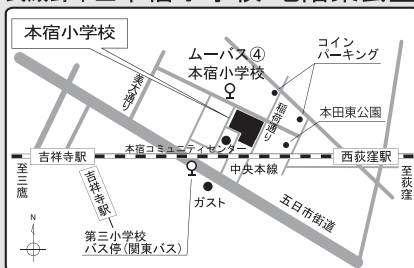 本宿小学校
ムーバス④
本宿小学校
コイン
パーキング
美大通り
稲荷通り
本田東公園
本宿コミュニティセンター
吉祥寺駅
西荻窪駅
至三鷹
吉祥寺駅
中央本線
至荻窪
ガスト
五日市街道
N
第三小学校
バス停(関東バス)